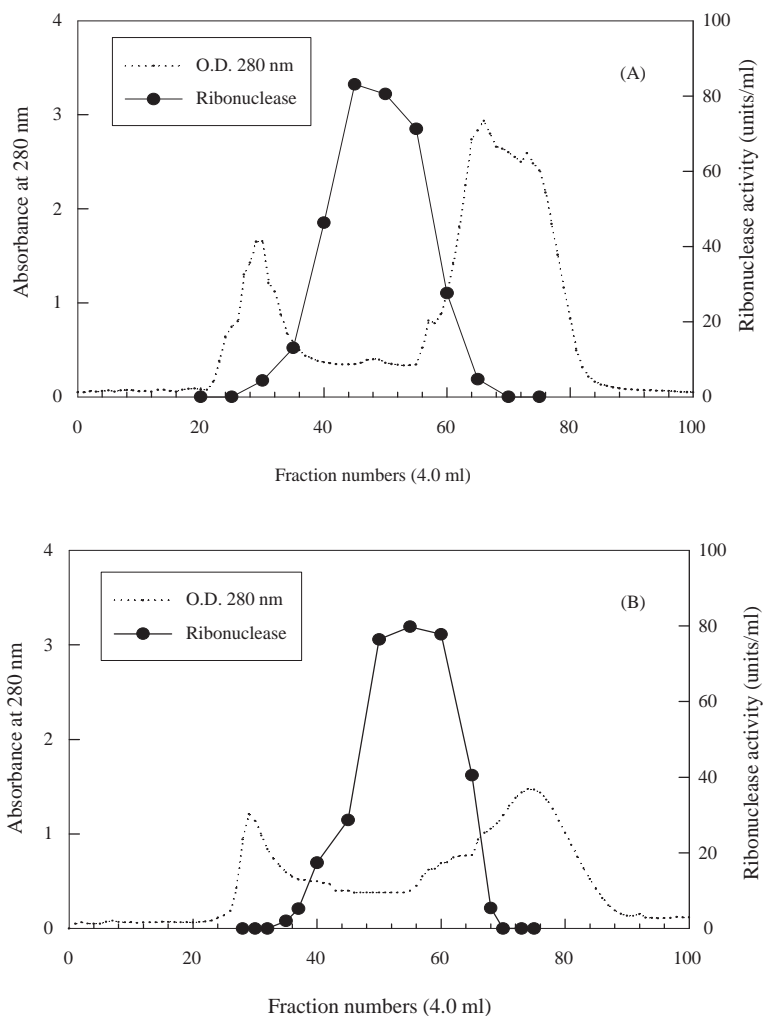 4
3
2
1
0
Absorbance at 280 nm
O.D. 280 nm
Ribonuclease
(A)
100
80
60
40
20
0
Ribonuclease activity (units/ml)
0 20 40 60 80 100
Fraction numbers (4.0 ml)
4
3
2
1
0
Absorbance at 280 nm
O.D. 280 nm
Ribonuclease
(B)
100
80
60
40
20
0
Ribonuclease activity (units/ml)
0 20 40 60 80 100
Fraction numbers (4.0 ml)